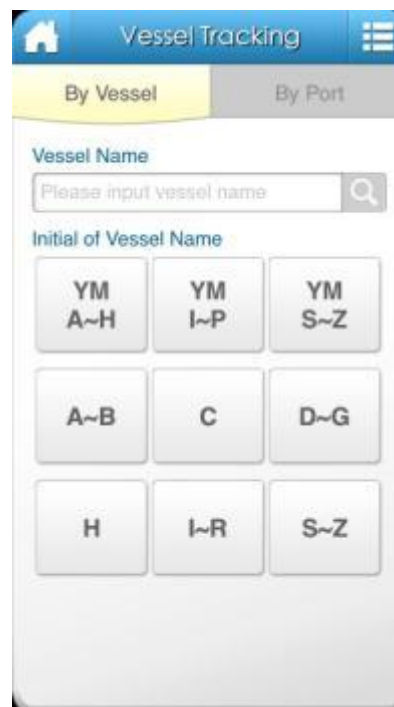 Vessel Tracking
By Vessel
By Port
Vessel Name
Please input vessel name
Initial of Vessel Name
YM
A~H
YM
I~P
YM
S~Z
A~B
C
D~G
H
I~R
S~Z